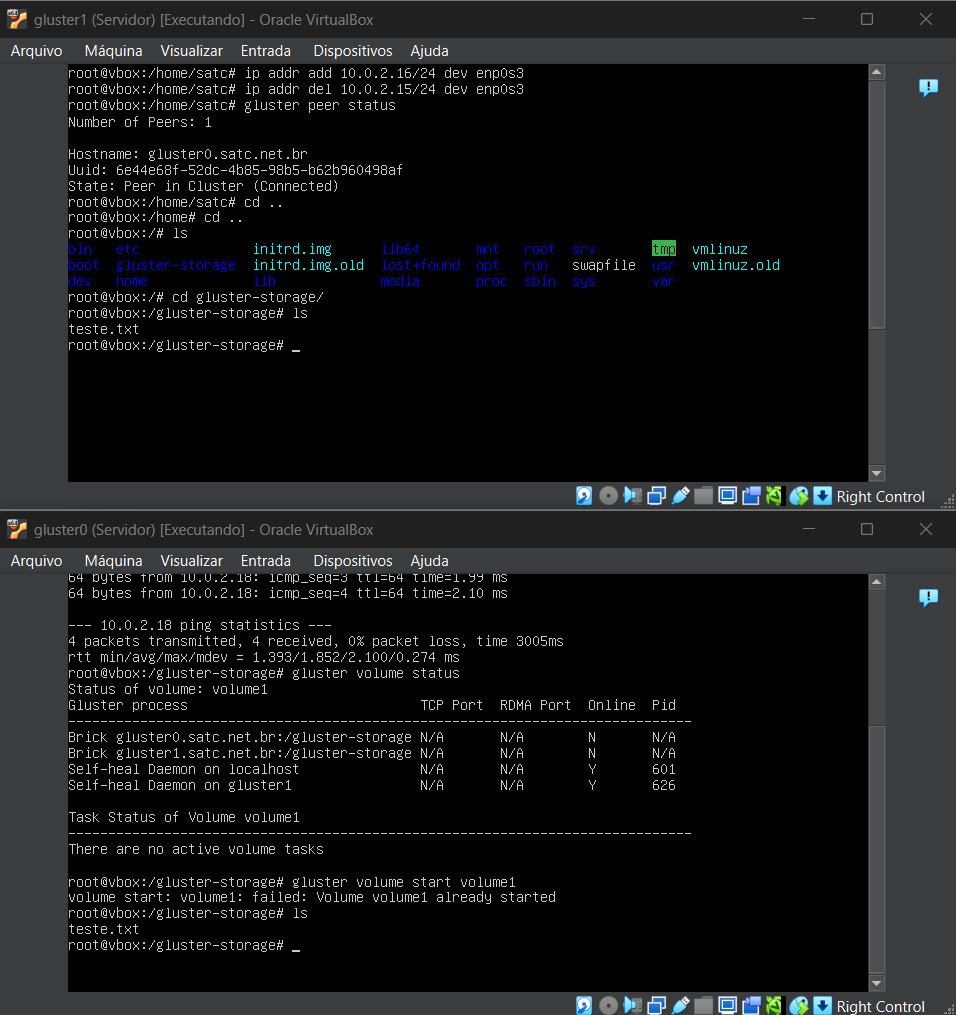 gluster1 (Servidor) [Executando] - Oracle VirtualBox
Arquivo Máquina Visualizar Entrada Dispositivos Ajuda
root@vbox:/home/satc# ip addr add 10.0.2.16/24 dev enp0s3
root@vbox:/home/satc# ip addr del 10.0.2.15/24 dev enp0s3
root@vbox:/home/satc# gluster peer status
Number of Peers: 1
Hostname: gluster0.satc.net.br
Uuid: 6e44e68f-52dc-4b85-98b5-b62b960498af
State: Peer in Cluster (Connected)
root@vbox:/home/satc# cd ..
root@vbox:/home# cd ..
root@vbox:/# ls
bin etc initrd.img lib64 mnt root srv tmp vmlinuz
boot gluster-storage initrd.img.old lost+found opt run swapfile usr vmlinuz.old
dev home lib media proc sbin sys var
root@vbox:/# cd gluster-storage/
root@vbox:/gluster-storage# ls
teste.txt
root@vbox:/gluster-storage# _
Right Control
gluster0 (Servidor) [Executando] - Oracle VirtualBox
Arquivo Máquina Visualizar Entrada Dispositivos Ajuda
64 bytes from 10.0.2.18: icmp_seq=3 ttl=64 time=1.99 ms
64 bytes from 10.0.2.18: icmp_seq=4 ttl=64 time=2.10 ms
--- 10.0.2.18 ping statistics ---
4 packets transmitted, 4 received, 0% packet loss, time 3005ms
rtt min/avg/max/mdev = 1.393/1.852/2.100/0.274 ms
root@vbox:/gluster-storage# gluster volume status
Status of volume: volume1
Gluster process TCP Port RDMA Port Online Pid
------------------------------------------------------------------------------
Brick gluster0.satc.net.br:/gluster-storage N/A N/A N N/A
Brick gluster1.satc.net.br:/gluster-storage N/A N/A N N/A
Self-heal Daemon on localhost N/A N/A Y 601
Self-heal Daemon on gluster1 N/A N/A Y 626
Task Status of Volume volume1
------------------------------------------------------------------------------
There are no active volume tasks
root@vbox:/gluster-storage# gluster volume start volume1
volume start: volume1: failed: Volume volume1 already started
root@vbox:/gluster-storage# ls
teste.txt
root@vbox:/gluster-storage# _
Right Control